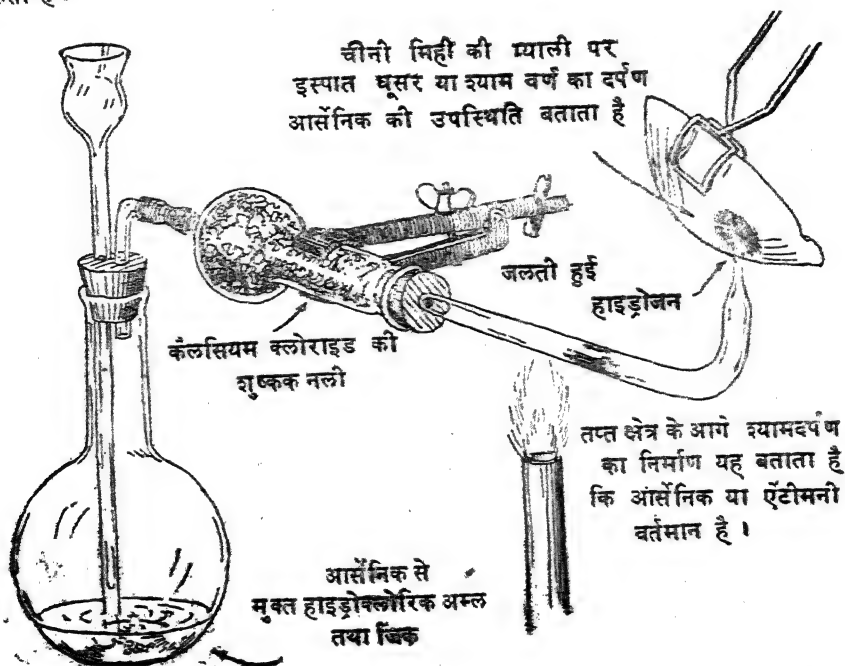 चीनी मिट्टी की प्याली पर
इस्पात धूसर या श्याम वर्ण का दर्पण
आर्सेनिक की उपस्थिति बताता है
जलती हुई
हाइड्रोजन
कैलसियम क्लोराइड की
शुष्कक नली
तप्त क्षेत्र के आगे श्यामदर्पण
का निर्माण यह बताता है
कि आर्सेनिक या ऐंटीमनी
वर्तमान है ।
आर्सेनिक से
मुक्त हाइड्रोक्लोरिक अम्ल
तथा जिंक